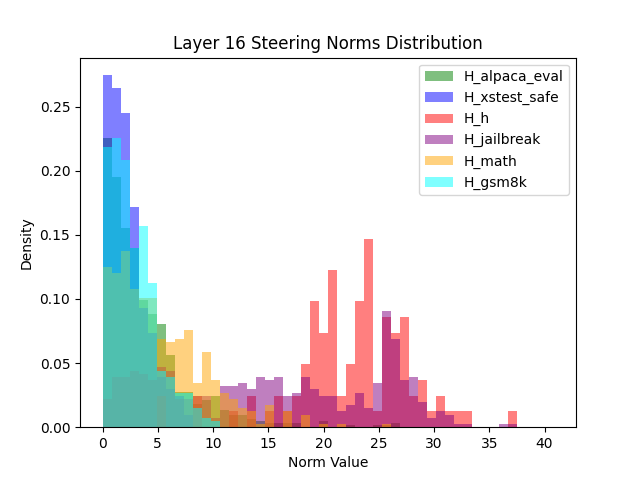 Layer 16 Steering Norms Distribution
H_alpaca_eval
H_xstest_safe
H_h
H_jailbreak
H_math
H_gsm8k
Density
0.25
0.20
0.15
0.10
0.05
0.00
0 5 10 15 20 25 30 35 40
Norm Value